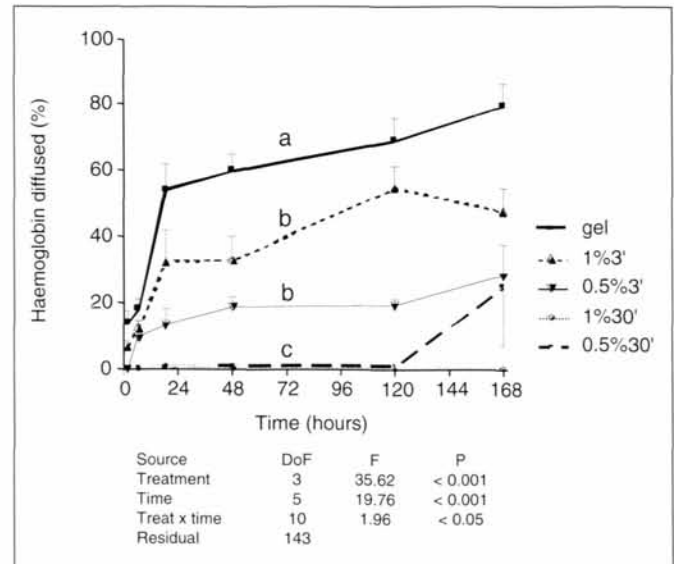 100
80
60
40
20
0
Haemoglobin diffused (%)
a
b
b
c
0 24 48 72 96 120 144 168
Time (hours)
gel
1%3'
0.5%3'
1%30'
0.5%30'
Source DoF F P
Treatment 3 35.62 < 0.001
Time 5 19.76 < 0.001
Treat x time 10 1.96 < 0.05
Residual 143